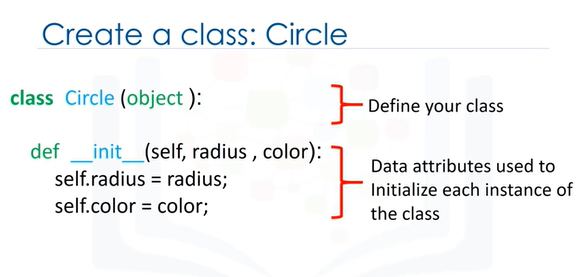 Create a class: Circle
class Circle (object ):
Define your class
def __init__(self, radius , color):
self.radius = radius;
self.color = color;
Data attributes used to
Initialize each instance of
the class